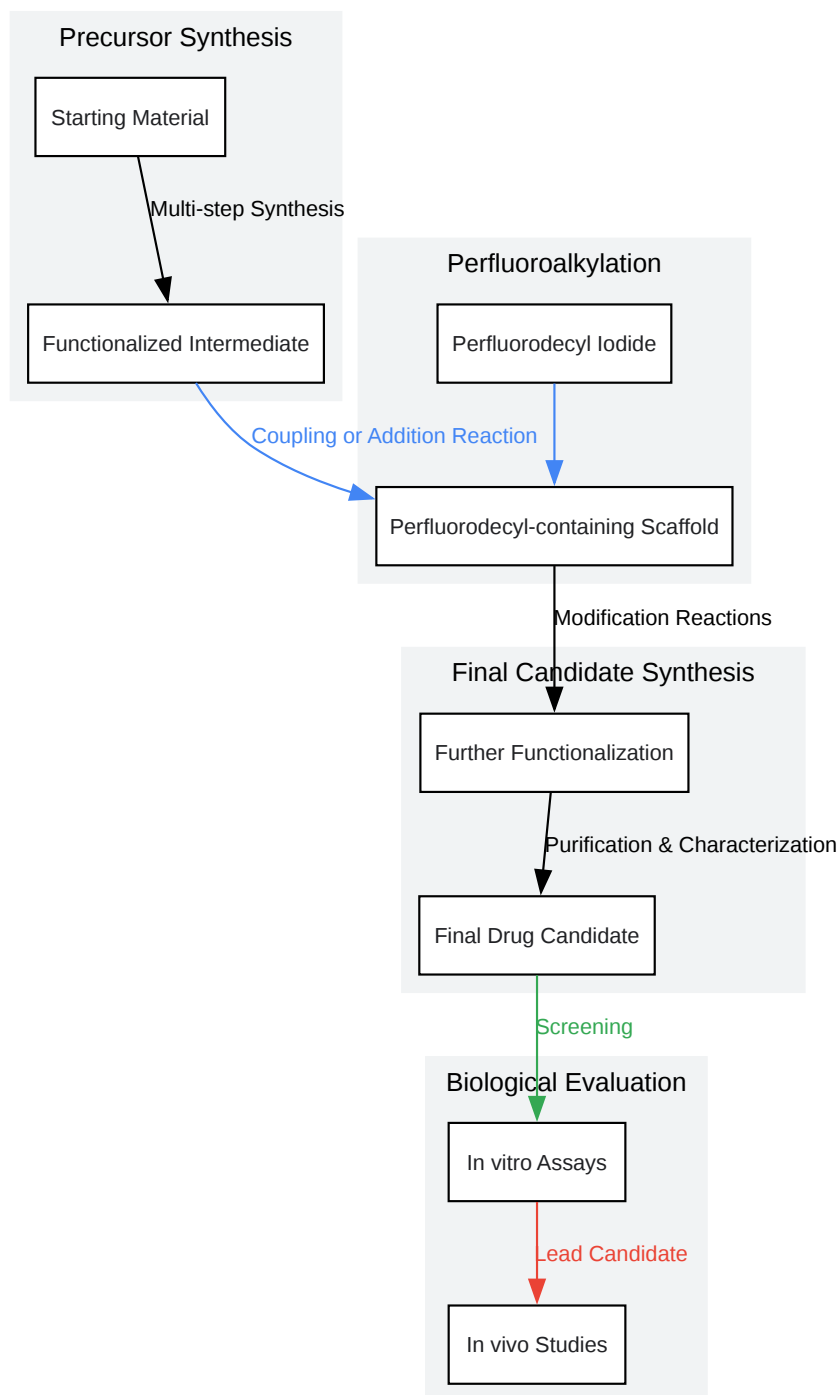 Precursor Synthesis
Starting Material
Multi-step Synthesis
Functionalized Intermediate
Perfluoroalkylation
Perfluorodecyl Iodide
Coupling or Addition Reaction
Perfluorodecyl-containing Scaffold
Modification Reactions
Final Candidate Synthesis
Further Functionalization
Purification & Characterization
Final Drug Candidate
Screening
Biological Evaluation
In vitro Assays
Lead Candidate
In vivo Studies